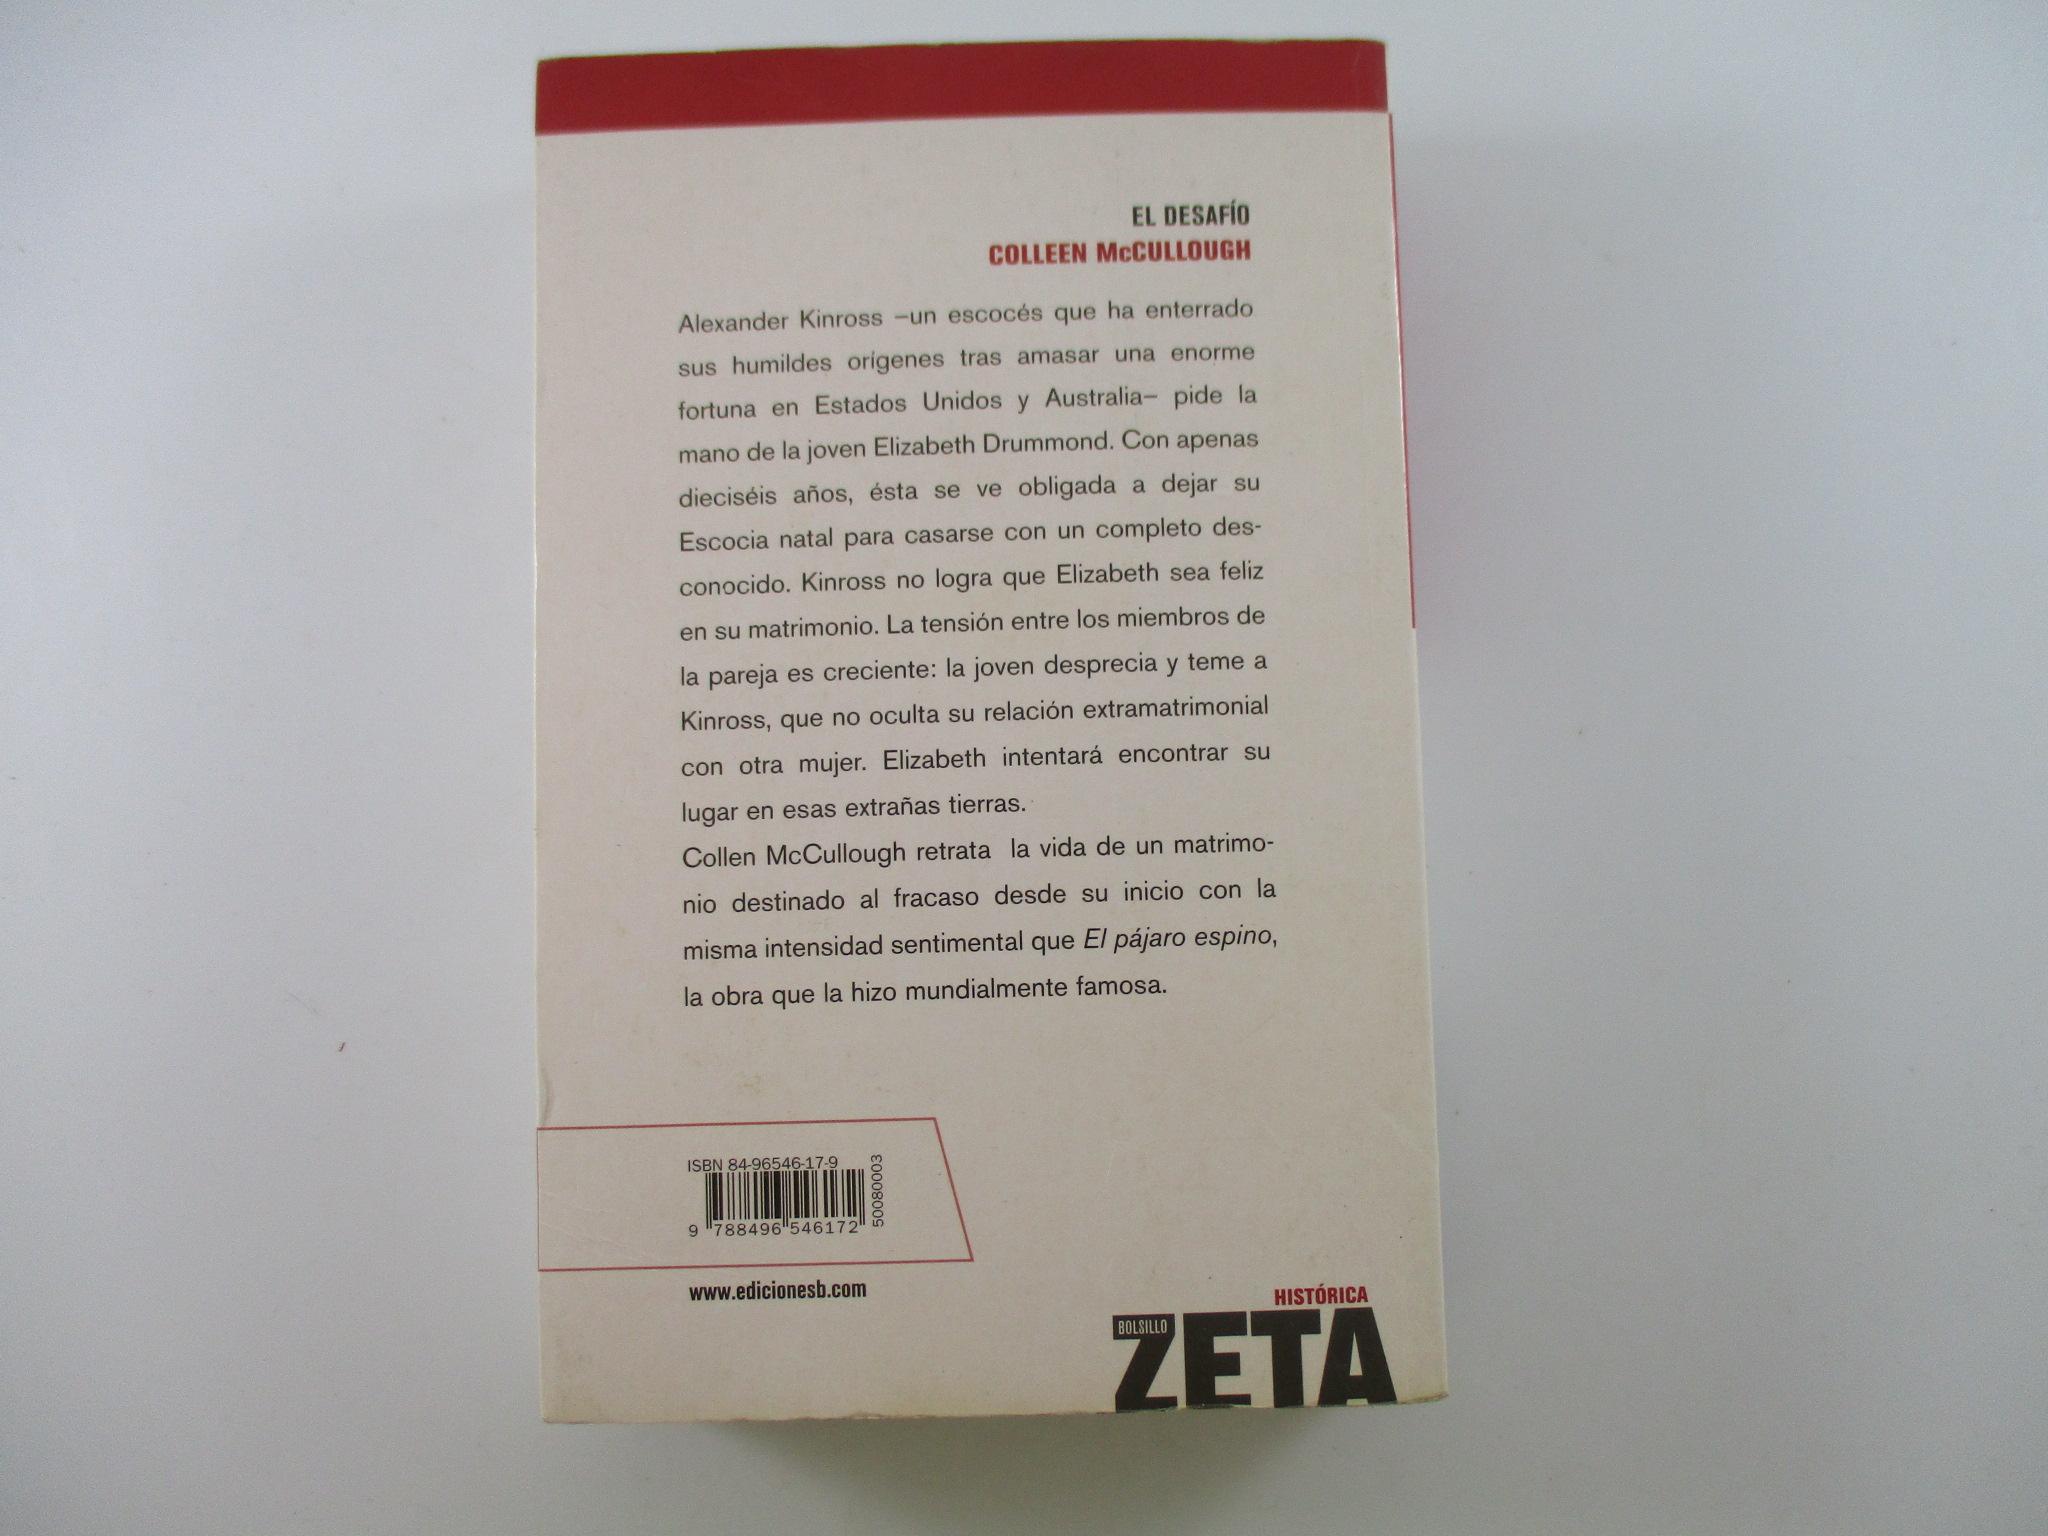 EL DESAFÍO
COLLEEN McCULLOUGH
Alexander Kinross –un escocés que ha enterrado
sus humildes orígenes tras amasar una enorme
fortuna en Estados Unidos y Australia– pide la
mano de la joven Elizabeth Drummond. Con apenas
dieciséis años, ésta se ve obligada a dejar su
Escocia natal para casarse con un completo des-
conocido. Kinross no logra que Elizabeth sea feliz
en su matrimonio. La tensión entre los miembros de
la pareja es creciente: la joven desprecia y teme a
Kinross, que no oculta su relación extramatrimonial
con otra mujer. Elizabeth intentará encontrar su
lugar en esas extrañas tierras.
Collen McCullough retrata la vida de un matrimo-
nio destinado al fracaso desde su inicio con la
misma intensidad sentimental que El pájaro espino,
la obra que la hizo mundialmente famosa.
ISBN 84-96546-17-9
9 788496 546172
50080003
www.edicionesb.com
HISTÓRICA
BOLSILLO
ZETA